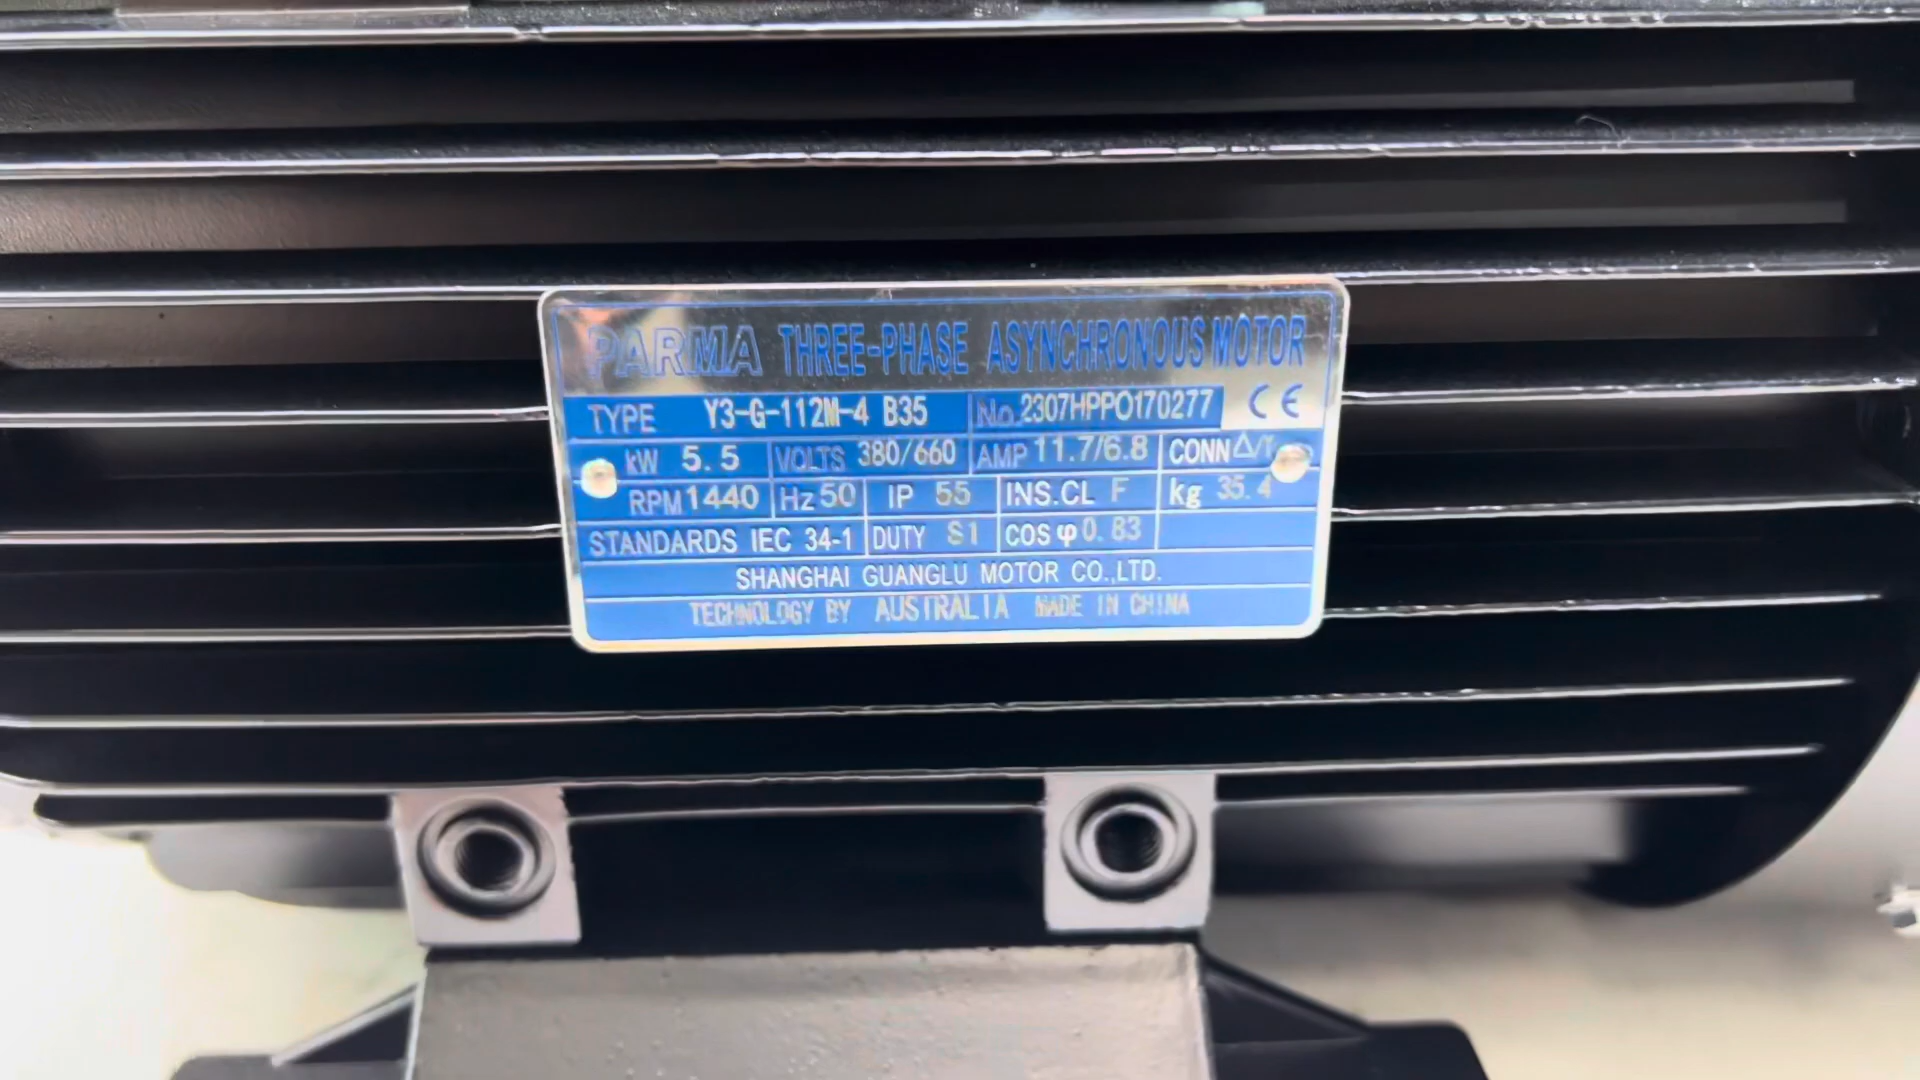 PARMA THREE-PHASE ASYNCHRONOUS MOTOR
TYPE Y3-G-112M-4 B35 No.2307HPPO170277 CE
kW 5.5 VOLTS 380/660 AMP 11.7/6.8 CONN △/Y
RPM 1440 Hz 50 IP 55 INS.CL F kg 35.4
STANDARDS IEC 34-1 DUTY S1 COS φ 0.83
SHANGHAI GUANGLU MOTOR CO.,LTD.
TECHNOLOGY BY AUSTRALIA MADE IN CHINA